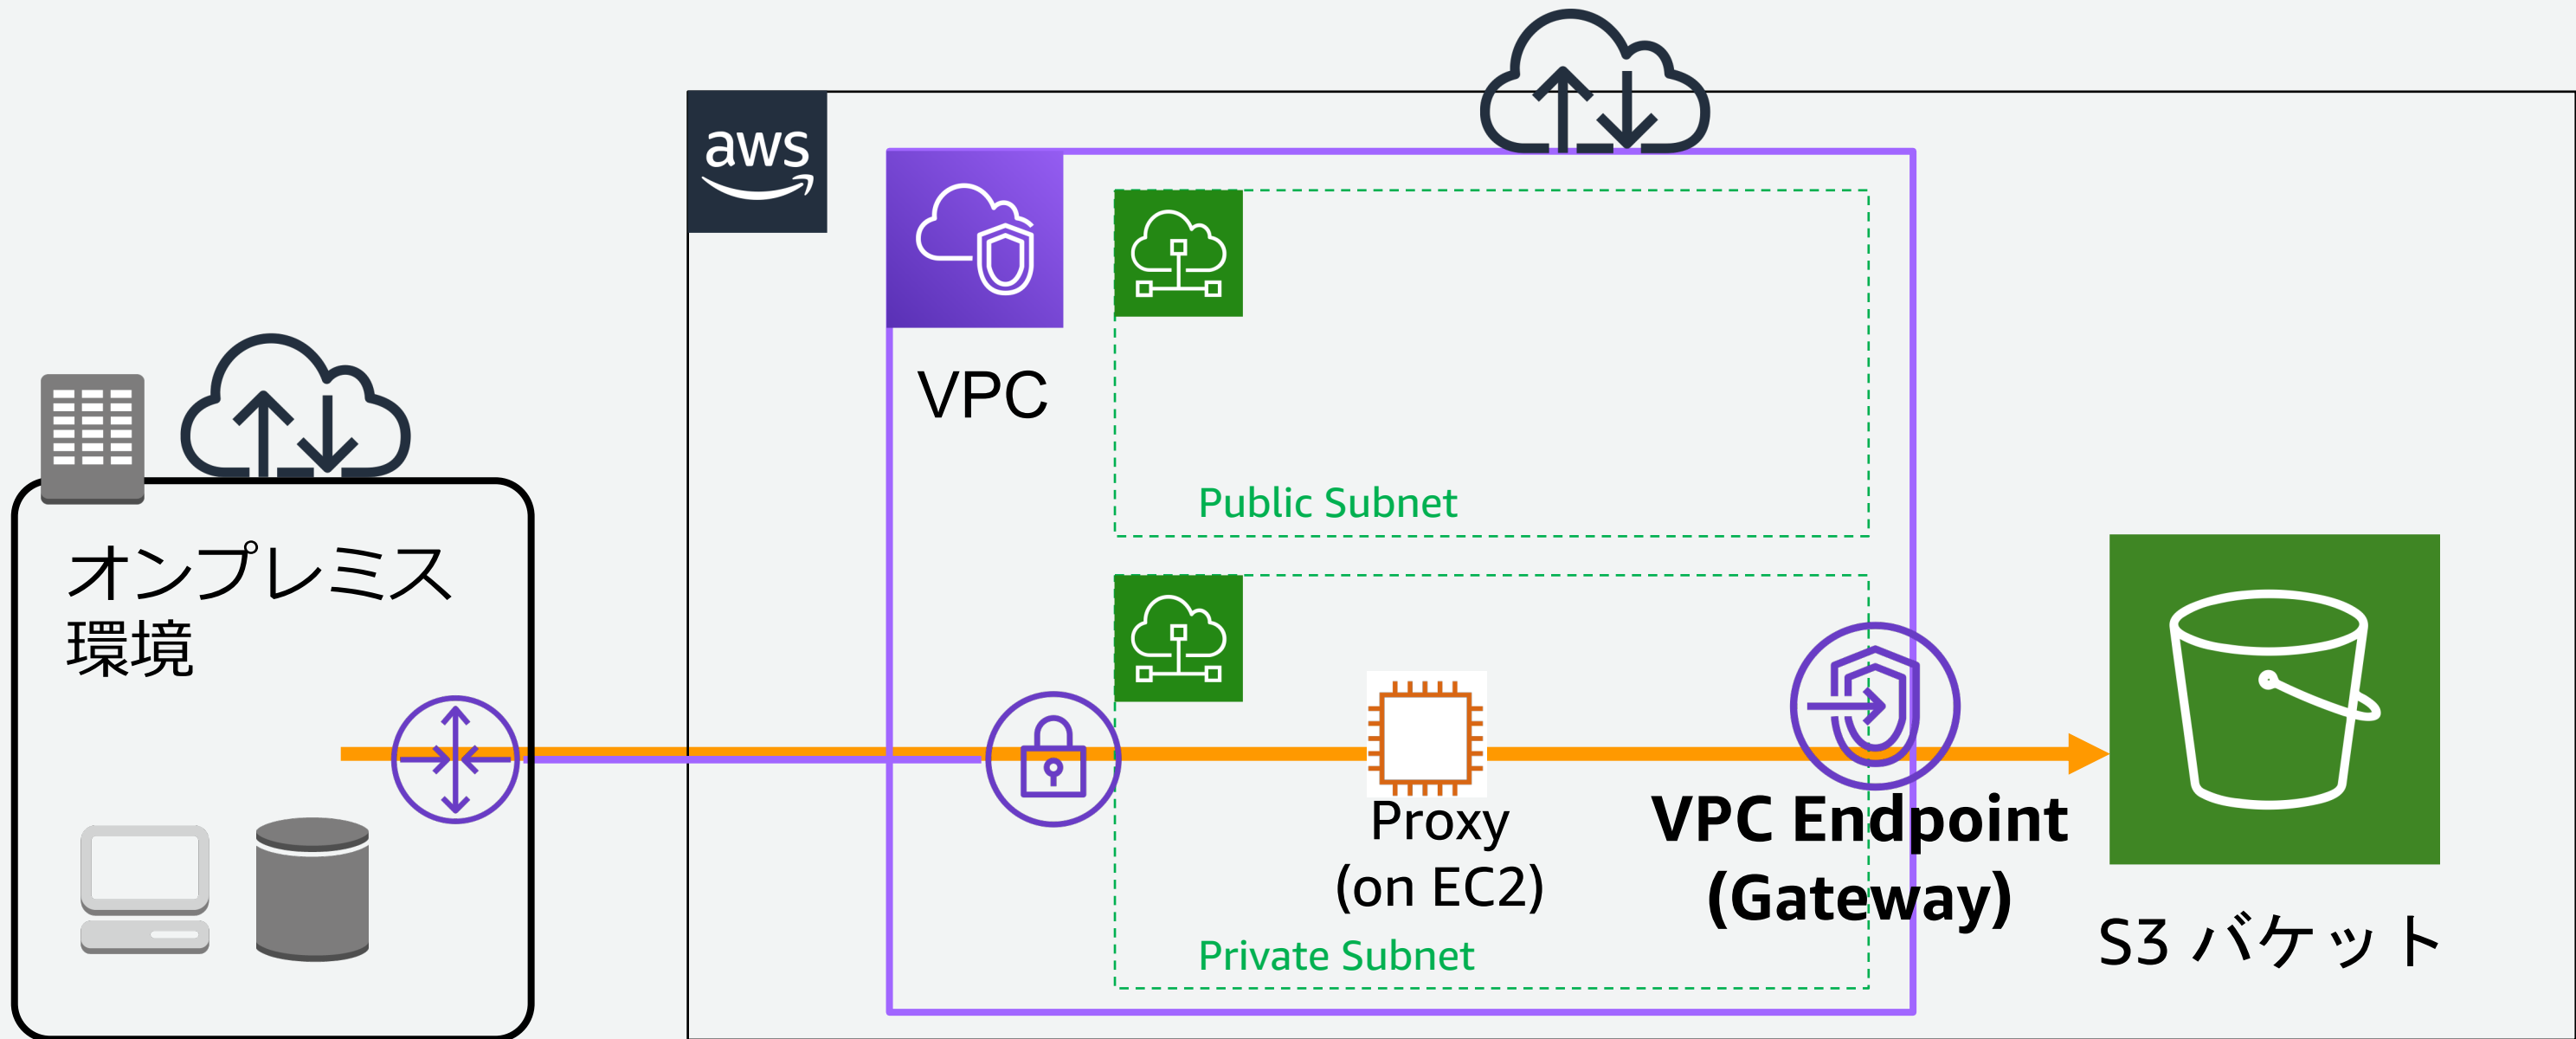 aws
VPC
Public Subnet
オンプレミス
環境
Proxy
(on EC2)
VPC Endpoint
(Gateway)
Private Subnet
S3 バケット